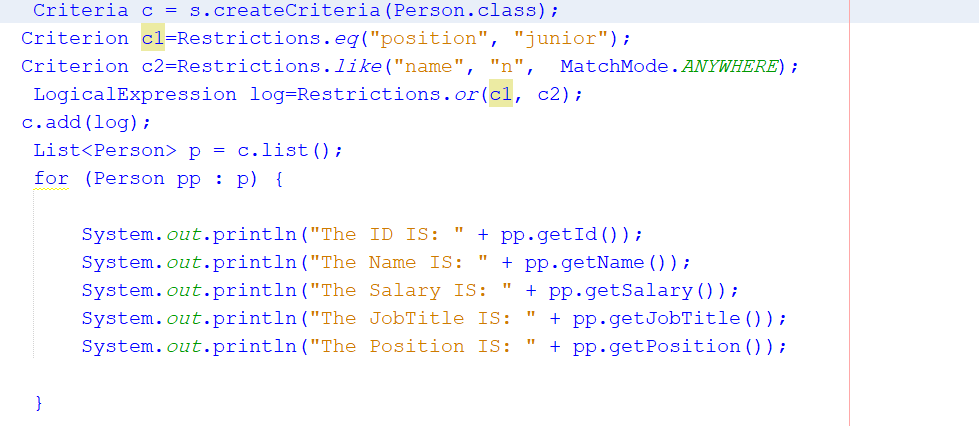 Criteria c = s.createCriteria(Person.class);
Criterion c1=Restrictions.eq("position", "junior");
Criterion c2=Restrictions.like("name", "n",  MatchMode.ANYWHERE);
LogicalExpression log=Restrictions.or(c1, c2);
c.add(log);
List<Person> p = c.list();
for (Person pp : p) {
System.out.println("The ID IS: " + pp.getId());
System.out.println("The Name IS: " + pp.getName());
System.out.println("The Salary IS: " + pp.getSalary());
System.out.println("The JobTitle IS: " + pp.getJobTitle());
System.out.println("The Position IS: " + pp.getPosition());
}